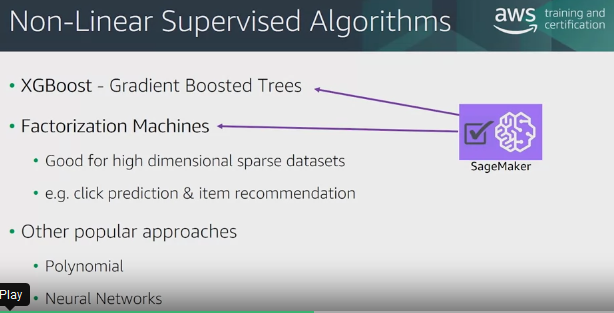 Non-Linear Supervised Algorithms
aws training and
certification
• XGBoost - Gradient Boosted Trees
• Factorization Machines
• Good for high dimensional sparse datasets
• e.g. click prediction & item recommendation
SageMaker
• Other popular approaches
• Polynomial
Play
• Neural Networks